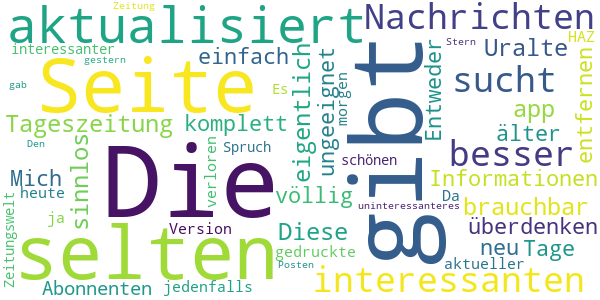 Zeitung
aktualisiert
Nachrichten
interessanter
gestern
einfach
eigentlich
ungeeignet
morgen
gibt
Entweder
Stern
Uralte
HAZ
entfernen
gab
Seite
Es
sucht
app
Tageszeitung
komplett
älter
Den
Die
sinnlos
verloren
Spruch
schönen
besser
Mich
heute
völlig
Informationen
Zeitungswelt
ja
Version
Diese
uninteressanteres
Da
brauchbar
überdenken
selten
gedruckte
neu
Tage
Posten
aktueller
Abonnenten
jedenfalls
interessanten